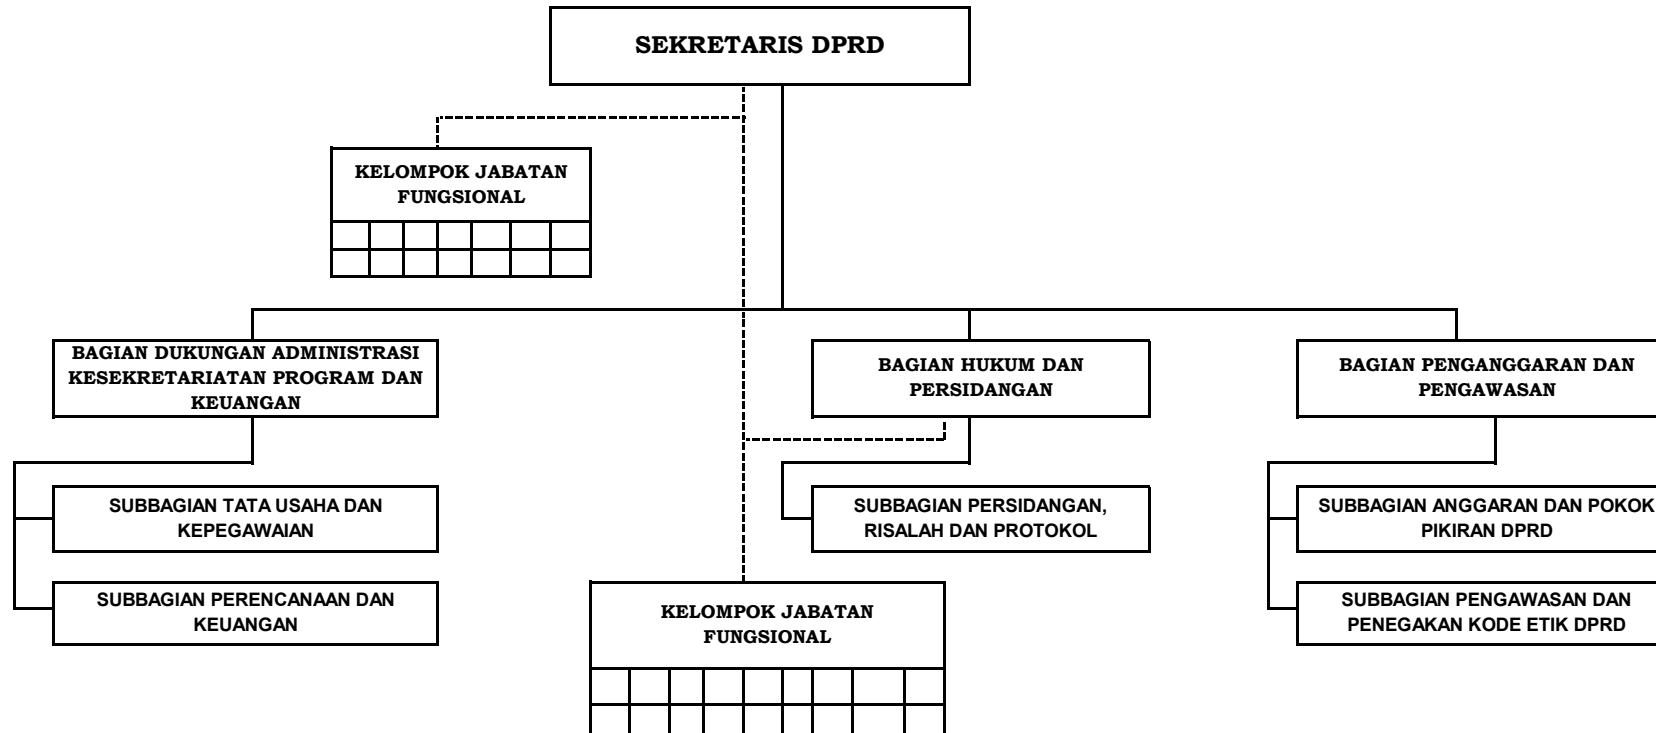 SEKRETARIS DPRD
KELOMPOK JABATAN
FUNGSIONAL
BAGIAN DUKUNGAN ADMINISTRASI
KESEKRETARIATAN PROGRAM DAN
KEUANGAN
BAGIAN HUKUM DAN
PERSIDANGAN
BAGIAN PENGANGGARAN DAN
PENGAWASAN
SUBBAGIAN TATA USAHA DAN
KEPEGAWAIAN
SUBBAGIAN PERSIDANGAN,
RISALAH DAN PROTOKOL
SUBBAGIAN ANGGARAN DAN POKOK
PIKIRAN DPRD
SUBBAGIAN PERENCANAAN DAN
KEUANGAN
KELOMPOK JABATAN
FUNGSIONAL
SUBBAGIAN PENGAWASAN DAN
PENEGAKAN KODE ETIK DPRD